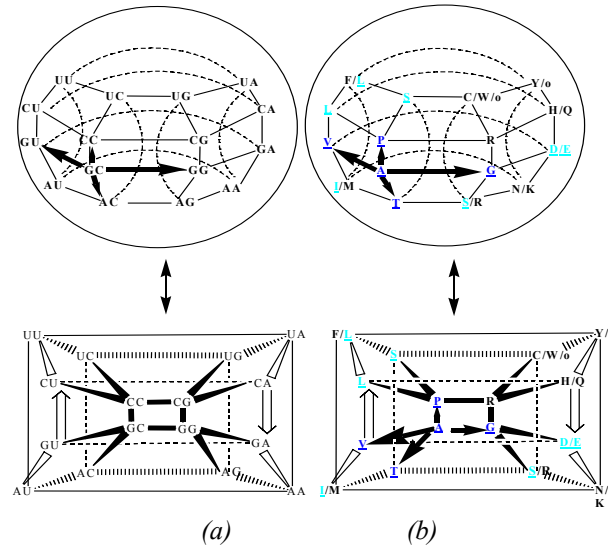 UU UC UG UA
CU CA
GU CC CG GA
GC GG
AU AA
AC AG
F/L S C/W/o Y/o
L H/Q
V P R D/E
A G
I/M N/K
T S/R
UU UA
UC UG
CU CA
CC CG
GC GG
GU GA
AC AG
AU AA
F/L Y/
S C/W/o
L H/Q
P R
A G
V D/E
T S/R
I/M N/
K
(a) (b)